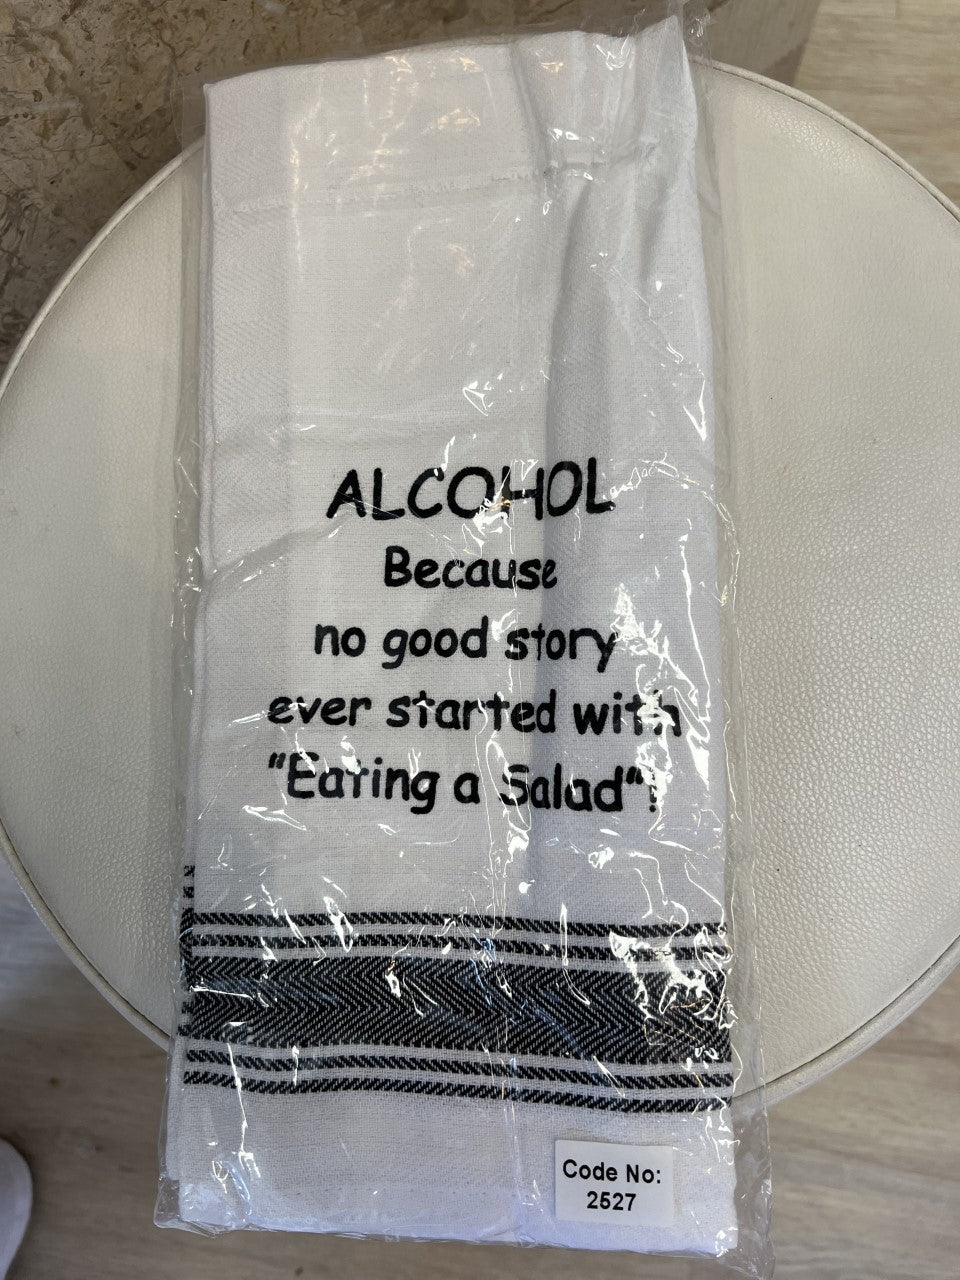 ALCOHOL
Because
no good story
ever started with
"Eating a Salad"!
Code No:
2527